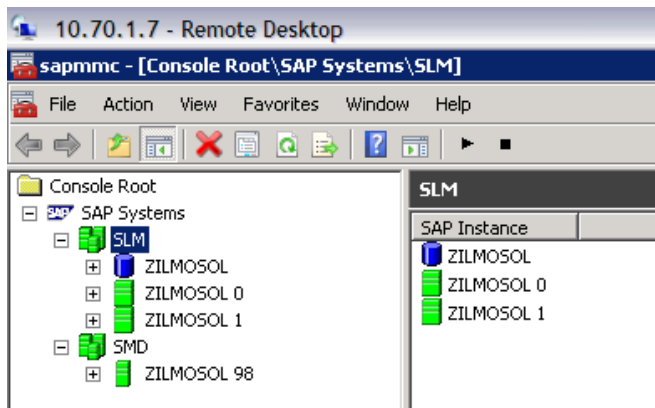 10.70.1.7 - Remote Desktop
sapmmc - [Console Root\SAP Systems\SLM]
File Action View Favorites Window Help
Console Root
SAP SAP Systems
SLM
ZILMOSOL
ZILMOSOL 0
ZILMOSOL 1
SMD
ZILMOSOL 98
SLM
SAP Instance
ZILMOSOL
ZILMOSOL 0
ZILMOSOL 1